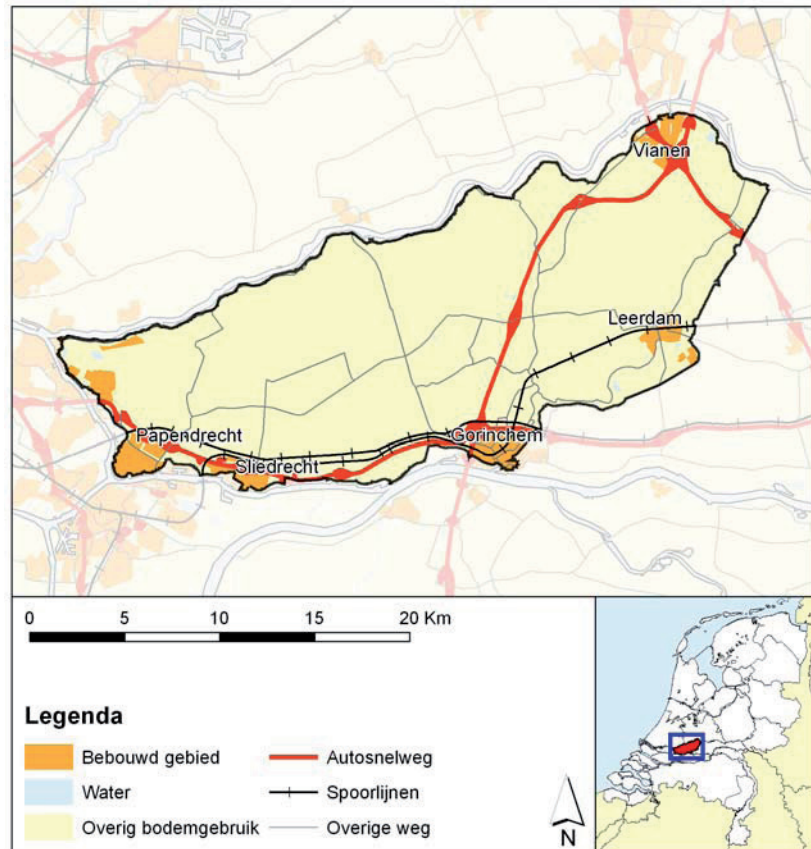 Vianen
Leerdam
Papendrecht
Gorinchem
Sliedrecht
0 5 10 15 20 Km
Legenda
Bebouwd gebied
Autosnelweg
Water
Spoorlijnen
Overig bodemgebruik
Overige weg
N